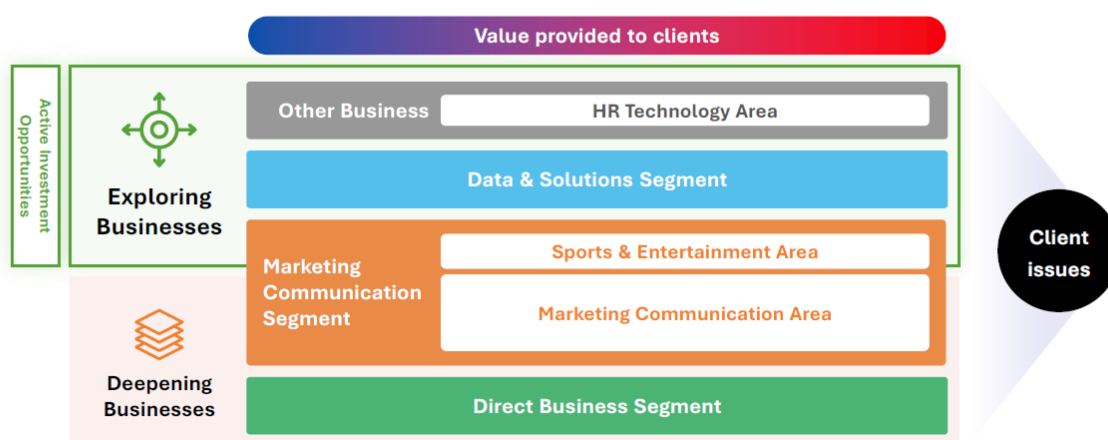 Value provided to clients
Active Investment
Opportunities
Exploring
Businesses
Other Business
HR Technology Area
Data & Solutions Segment
Marketing
Communication
Segment
Sports & Entertainment Area
Marketing Communication Area
Deepening
Businesses
Direct Business Segment
Client
issues